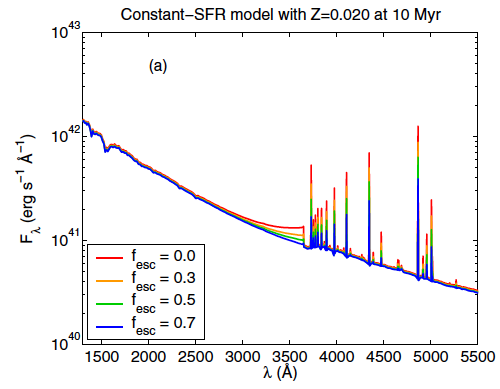 Constant−SFR model with Z=0.020 at 10 Myr
10^43
(a)
10^42
F_λ (erg s^−1 Å^−1)
10^41
f_esc = 0.0
f_esc = 0.3
f_esc = 0.5
f_esc = 0.7
10^40
1500 2000 2500 3000 3500 4000 4500 5000 5500
λ (Å)